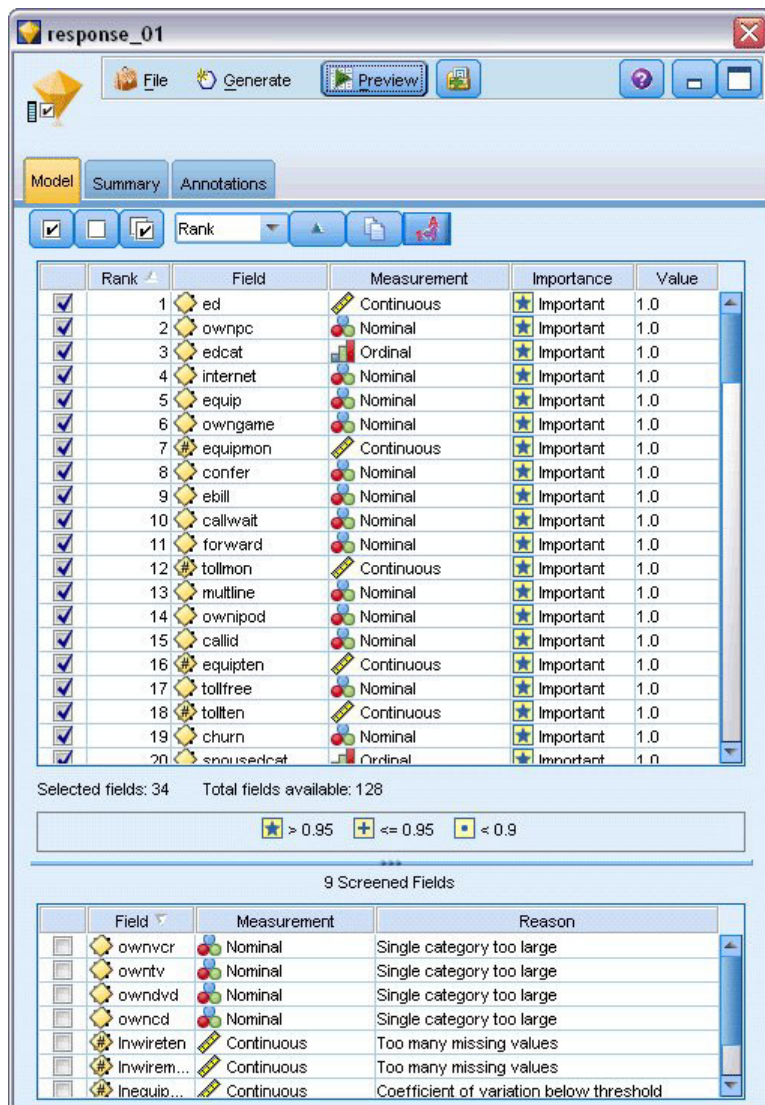 response_01
File Generate Preview
Model Summary Annotations
Rank
Rank Field Measurement Importance Value
1 ed Continuous Important 1.0
2 ownpc Nominal Important 1.0
3 edcat Ordinal Important 1.0
4 internet Nominal Important 1.0
5 equip Nominal Important 1.0
6 owngame Nominal Important 1.0
7 equipmon Continuous Important 1.0
8 confer Nominal Important 1.0
9 ebill Nominal Important 1.0
10 callwait Nominal Important 1.0
11 forward Nominal Important 1.0
12 tollmon Continuous Important 1.0
13 multline Nominal Important 1.0
14 ownipod Nominal Important 1.0
15 callid Nominal Important 1.0
16 equipten Continuous Important 1.0
17 tollfree Nominal Important 1.0
18 tollten Continuous Important 1.0
19 churn Nominal Important 1.0
20 spousedcat Ordinal Important 1.0
Selected fields: 34 Total fields available: 128
> 0.95 <= 0.95 < 0.9
9 Screened Fields
Field Measurement Reason
ownvcr Nominal Single category too large
owntv Nominal Single category too large
owndvd Nominal Single category too large
owncd Nominal Single category too large
lnwireten Continuous Too many missing values
lnwirem... Continuous Too many missing values
lnequip... Continuous Coefficient of variation below threshold